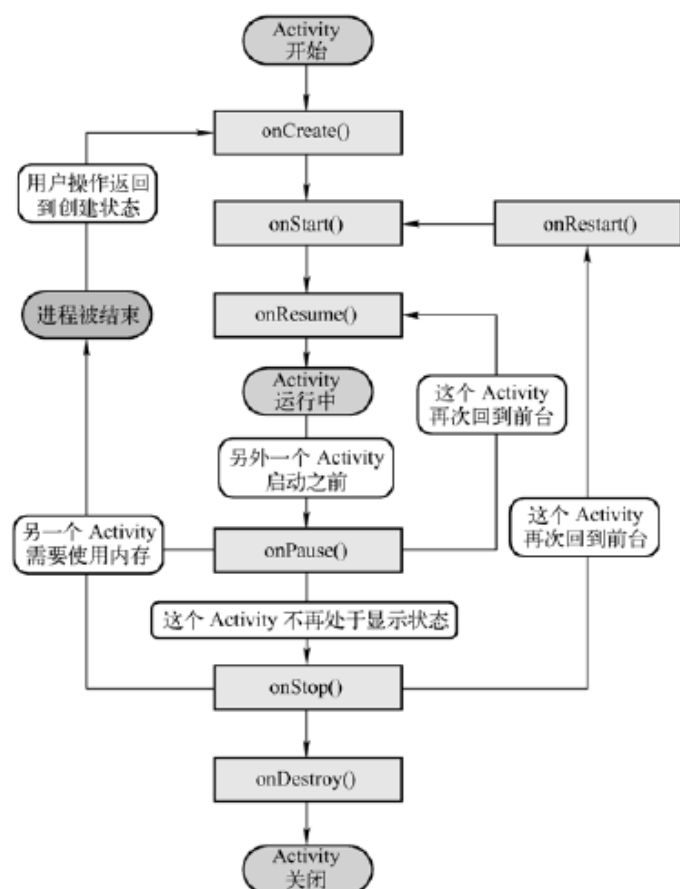 Activity
开始
onCreate()
用户操作返回
到创建状态
onStart()
onRestart()
进程被结束
onResume()
Activity
运行中
这个 Activity
再次回到前台
另外一个 Activity
启动之前
另一个 Activity
需要使用内存
onPause()
这个 Activity
再次回到前台
这个 Activity 不再处于显示状态
onStop()
onDestroy()
Activity
关闭